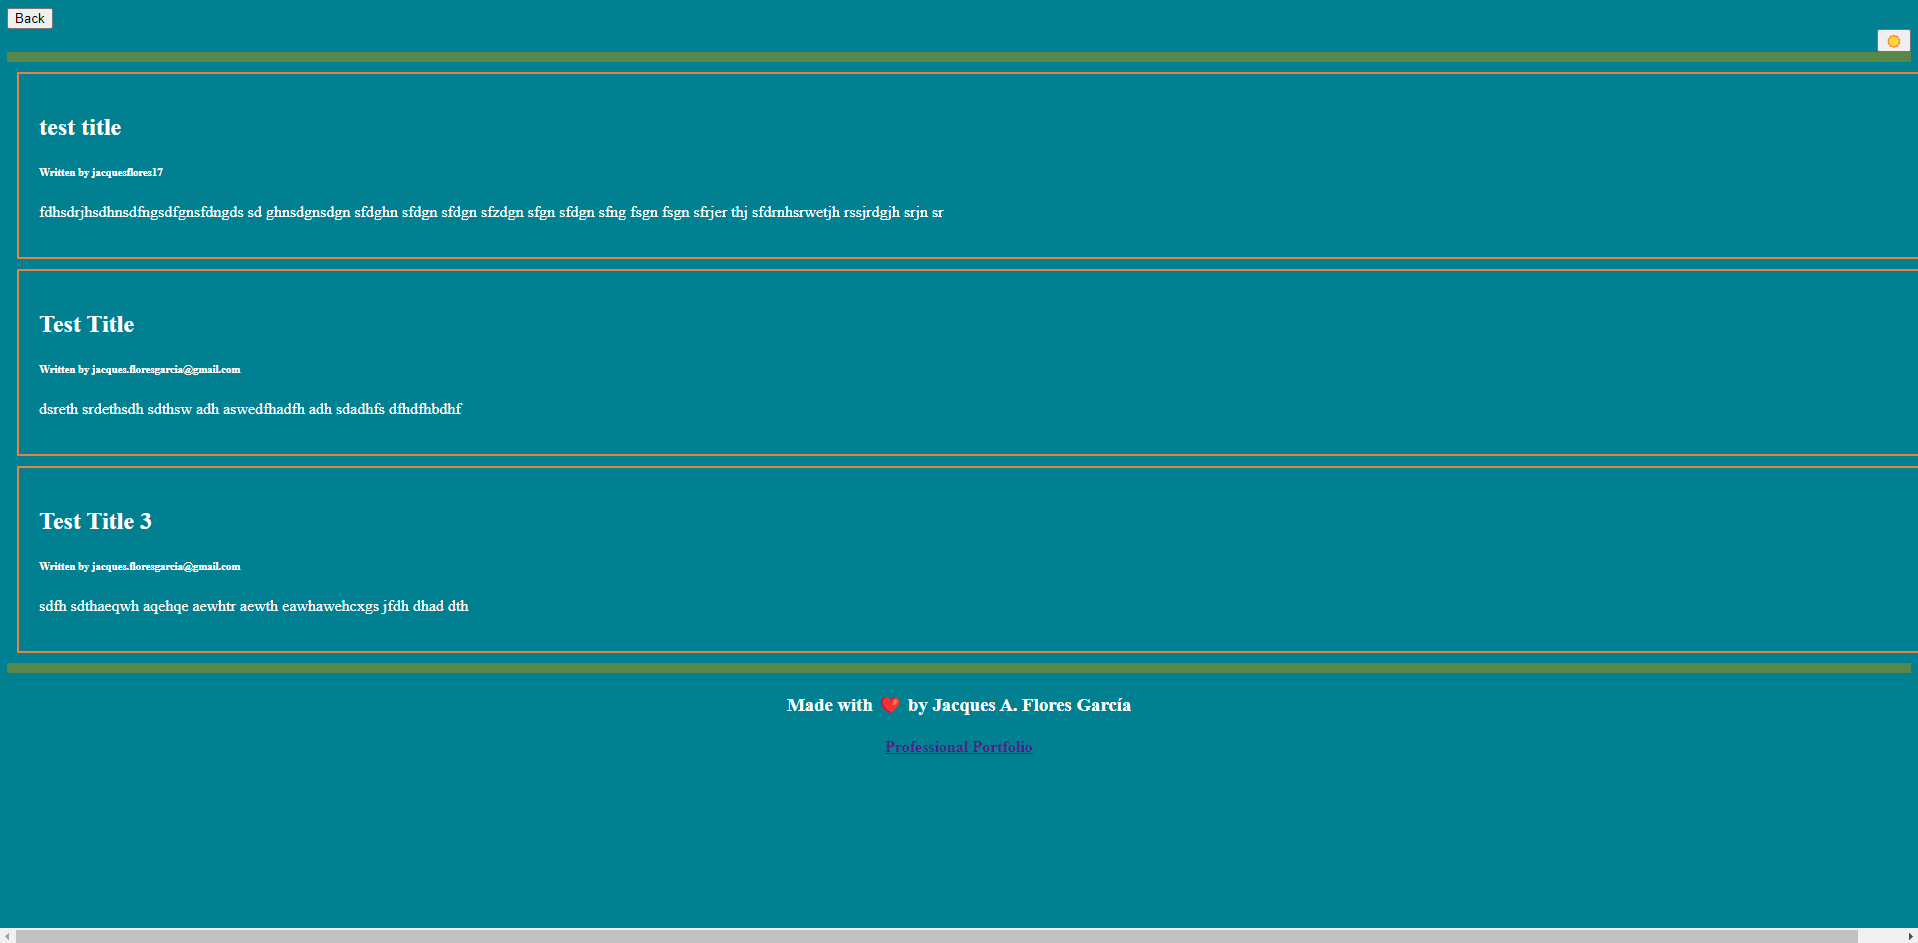 Back
test title
Written by jacquesflores17
fdhsdrjhsdhnsdfngsdfgnsfdngds sd ghnsdgnsdgn sfdghn sfdgn sfdgn sfzdgn sfgn sfdgn sfng fsgn fsgn sfrjer thj sfdrnhsrwetjh rssjrdgjh srjn sr
Test Title
Written by jacques.floresgarcia@gmail.com
dsreth srdethsdh sdthsw adh aswedfhadfh adh sdadhfs dfhdfhbdhf
Test Title 3
Written by jacques.floresgarcia@gmail.com
sdfh sdthaeqwh aqehqe aewhtr aewth eawhawehcxgs jfdh dhad dth
Made with ❤️ by Jacques A. Flores García
Professional Portfolio